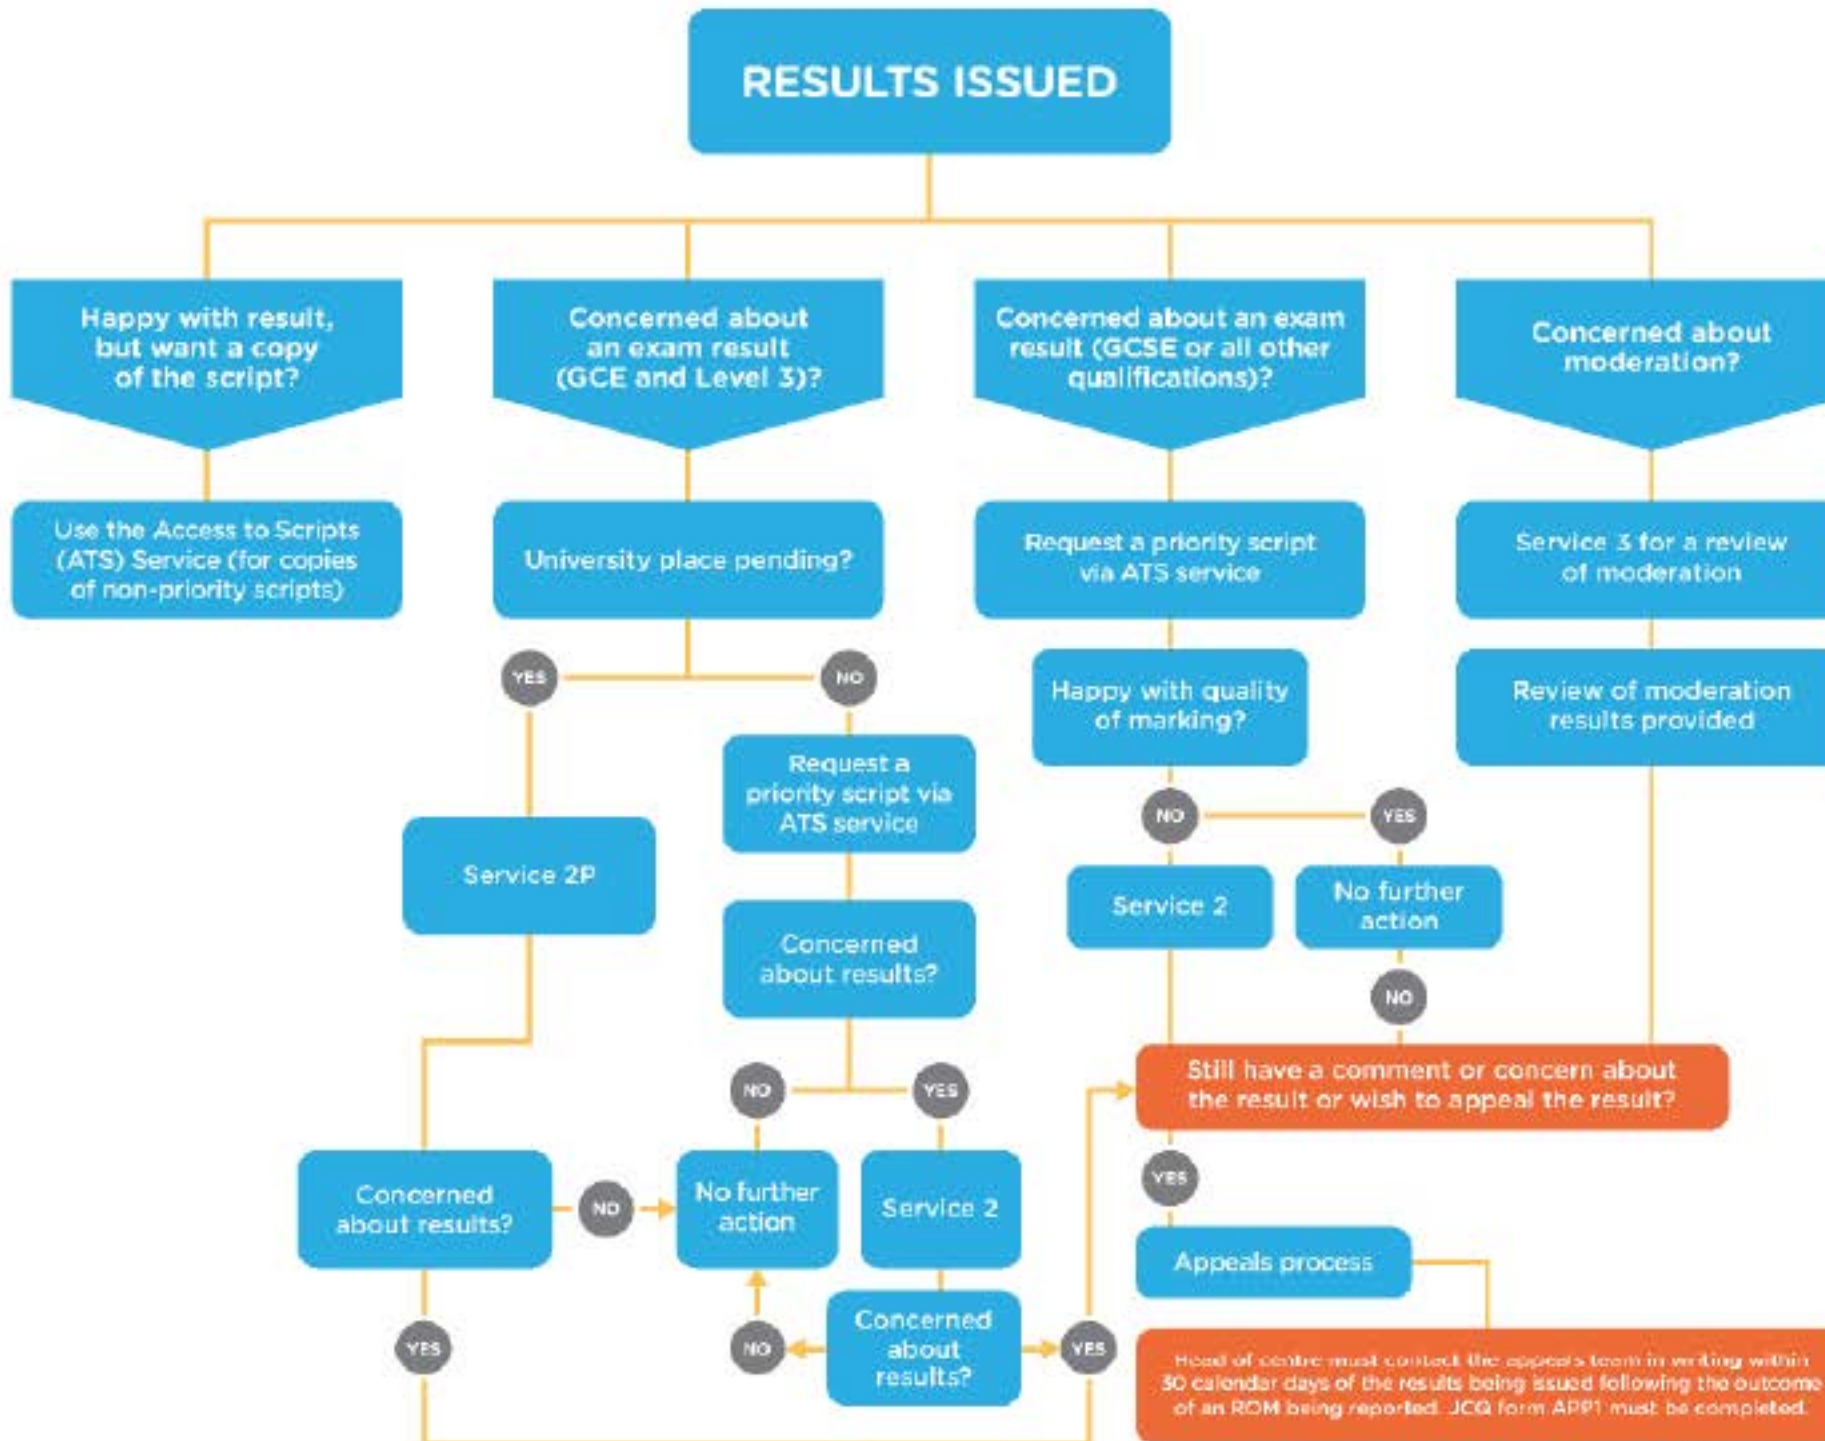 RESULTS ISSUED
Happy with result,
but want a copy
of the script?
Concerned about
an exam result
(GCE and Level 3)?
Concerned about an exam
result (GCSE or all other
qualifications)?
Concerned about
moderation?
Use the Access to Scripts
(ATS) Service (for copies
of non-priority scripts)
University place pending?
Request a priority script
via ATS service
Service 3 for a review
of moderation
YES
NO
Happy with quality
of marking?
Review of moderation
results provided
Request a
priority script via
ATS service
NO
YES
Service 2P
Service 2
No further
action
Concerned
about results?
NO
Still have a comment or concern about
the result or wish to appeal the result?
NO
YES
YES
Concerned
about results?
NO
No further
action
Service 2
Appeals process
Concerned
about
results?
YES
NO
YES
Head of centre must contact the appeals team in writing within
30 calendar days of the results being issued following the outcome
of an ROM being reported. JCQ form APP1 must be completed.